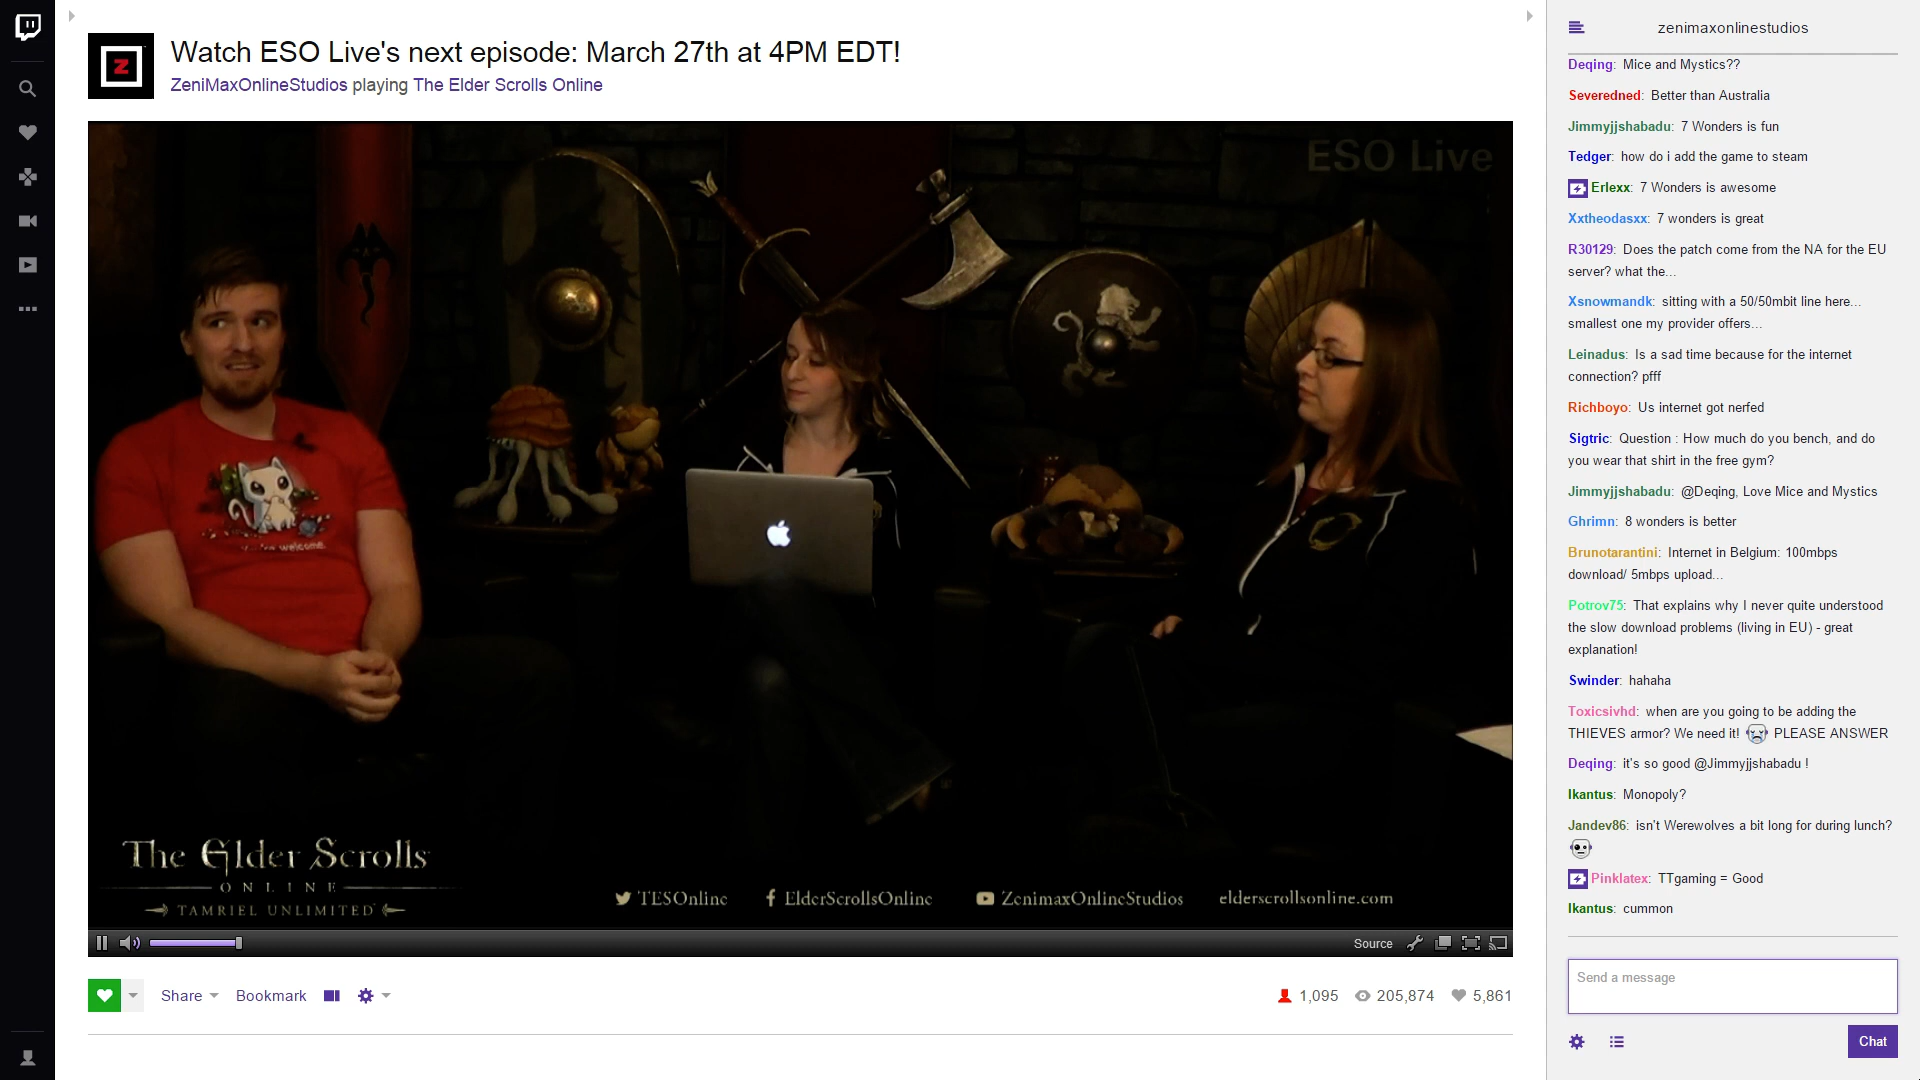 Watch ESO Live's next episode: March 27th at 4PM EDT!
ZeniMaxOnlineStudios playing The Elder Scrolls Online
ESO Live
You're welcome.
The Elder Scrolls
ONLINE
TAMRIEL UNLIMITED
TESOnline
ElderScrollsOnline
ZenimaxOnlineStudios
elderscrollsonline.com
Source
Share
Bookmark
1,095
205,874
5,861
zenimaxonlinestudios
Deqing: Mice and Mystics??
Severedned: Better than Australia
Jimmyjjshabadu: 7 Wonders is fun
Tedger: how do i add the game to steam
Erlexx: 7 Wonders is awesome
Xxtheodasxx: 7 wonders is great
R30129: Does the patch come from the NA for the EU
server? what the...
Xsnowmandk: sitting with a 50/50mbit line here...
smallest one my provider offers...
Leinadus: Is a sad time because for the internet
connection? pfff
Richboyo: Us internet got nerfed
Sigtric: Question : How much do you bench, and do
you wear that shirt in the free gym?
Jimmyjjshabadu: @Deqing, Love Mice and Mystics
Ghrimn: 8 wonders is better
Brunotarantini: Internet in Belgium: 100mbps
download/ 5mbps upload...
Potrov75: That explains why I never quite understood
the slow download problems (living in EU) - great
explanation!
Swinder: hahaha
Toxicsivhd: when are you going to be adding the
THIEVES armor? We need it! PLEASE ANSWER
Deqing: it's so good @Jimmyjjshabadu !
Ikantus: Monopoly?
Jandev86: isn't Werewolves a bit long for during lunch?
Pinklatex: TTgaming = Good
Ikantus: cummon
Send a message
Chat